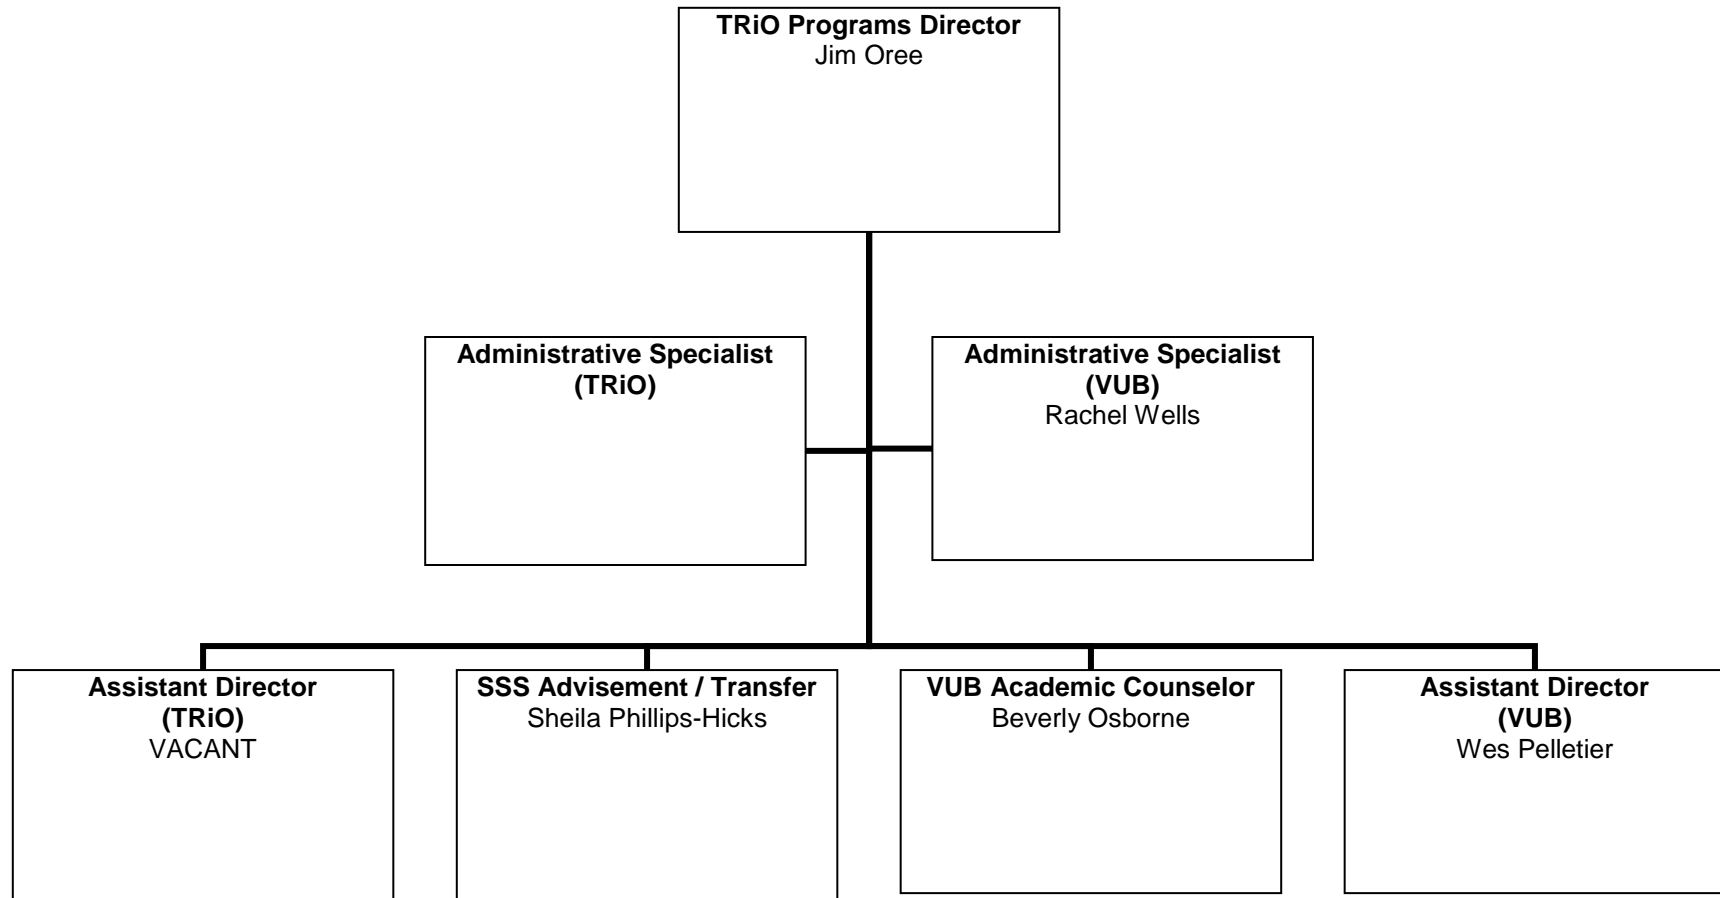 TRiO Programs Director
Jim Oree
Administrative Specialist
(TRiO)
Administrative Specialist
(VUB)
Rachel Wells
Assistant Director
(TRiO)
VACANT
SSS Advisement / Transfer
Sheila Phillips-Hicks
VUB Academic Counselor
Beverly Osborne
Assistant Director
(VUB)
Wes Pelletier